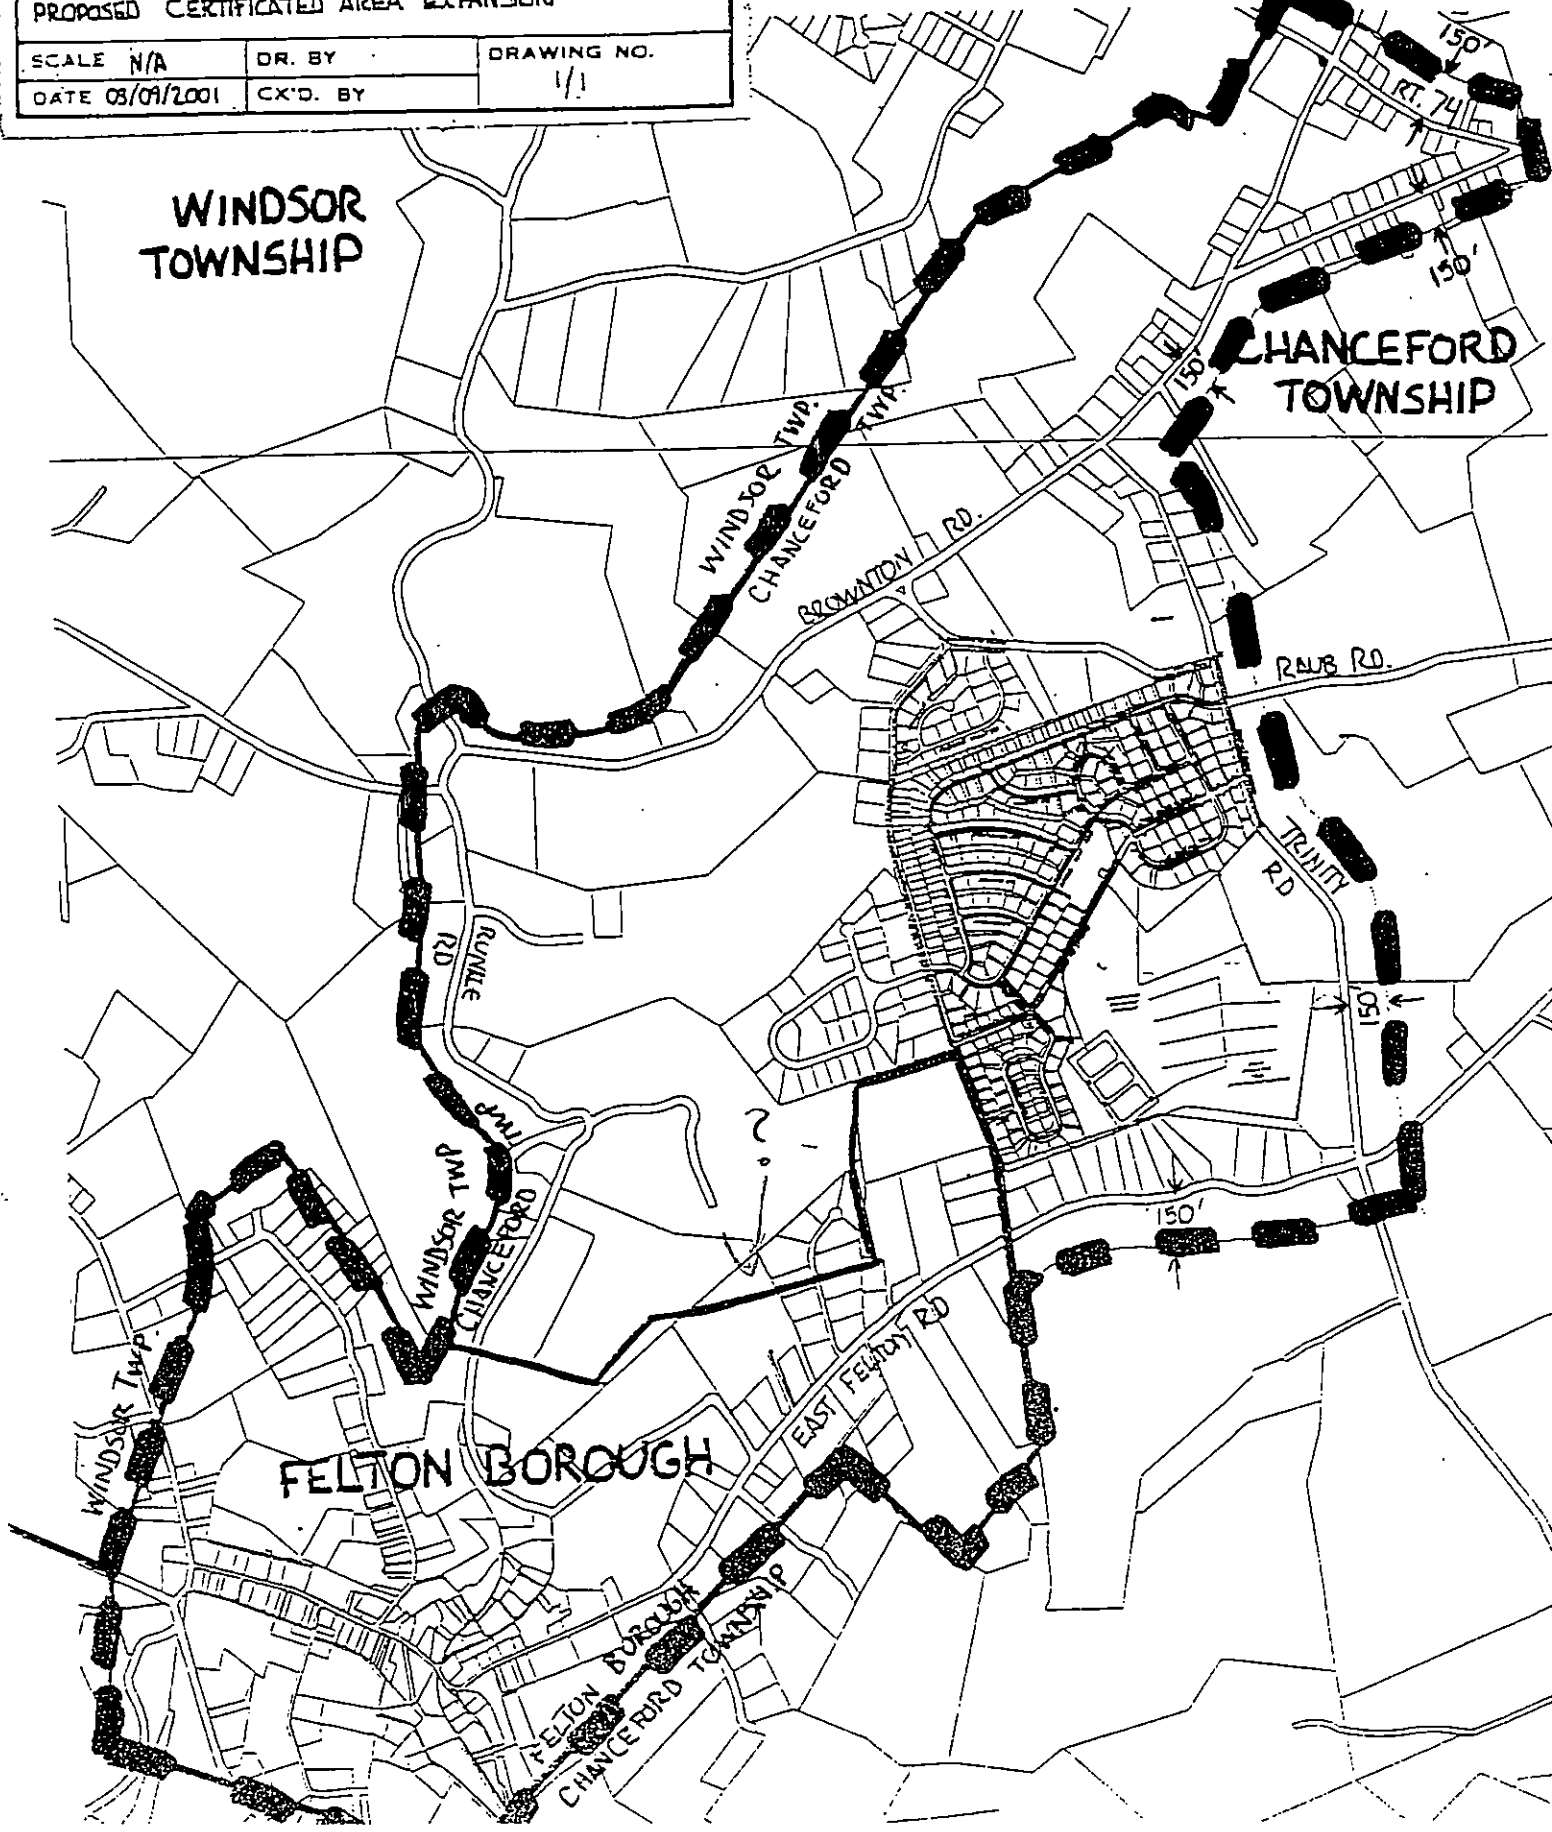 PROPOSED CERTIFICATED AREA EXPANSION
SCALE N/A
DR. BY
DRAWING NO.
1/1
DATE 03/09/2001
CK'D. BY
150'
RT. 74
WINDSOR
TOWNSHIP
150'
CHANCEFORD
TOWNSHIP
150'
WINDSOR TWP.
CHANCEFORD TWP.
BROWNTON RD.
RAUB RD.
TRINITY
RD
RUNKLE
RD
150'
?
WINDSOR TWP
CHANCEFORD TWP
150'
WINDSOR TWP.
EAST FELTON RD
FELTON BOROUGH
FELTON BOROUGH
CHANCEFORD TOWNSHIP